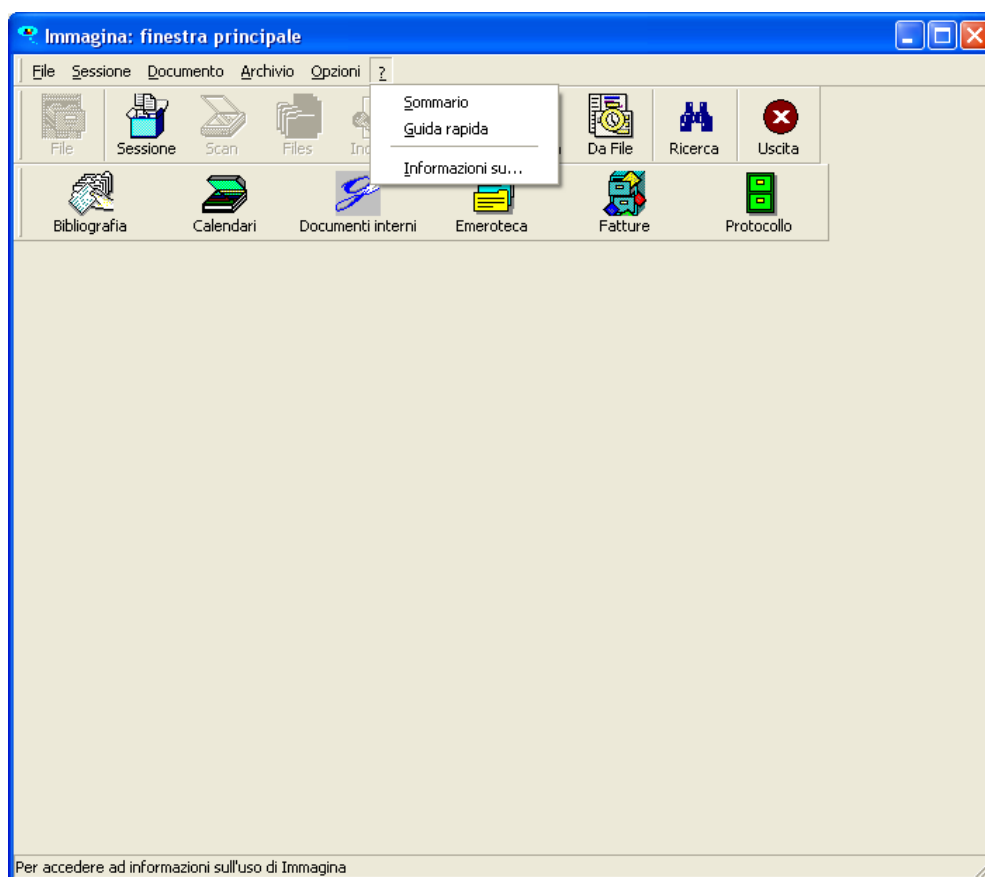 Immagina: finestra principale
File Sessione Documento Archivio Opzioni ?
Sommario
Guida rapida
Informazioni su...
File Sessione Scan Files Da File Ricerca Uscita
Bibliografia Calendari Documenti interni Emeroteca Fatture Protocollo
Per accedere ad informazioni sull'uso di Immagina